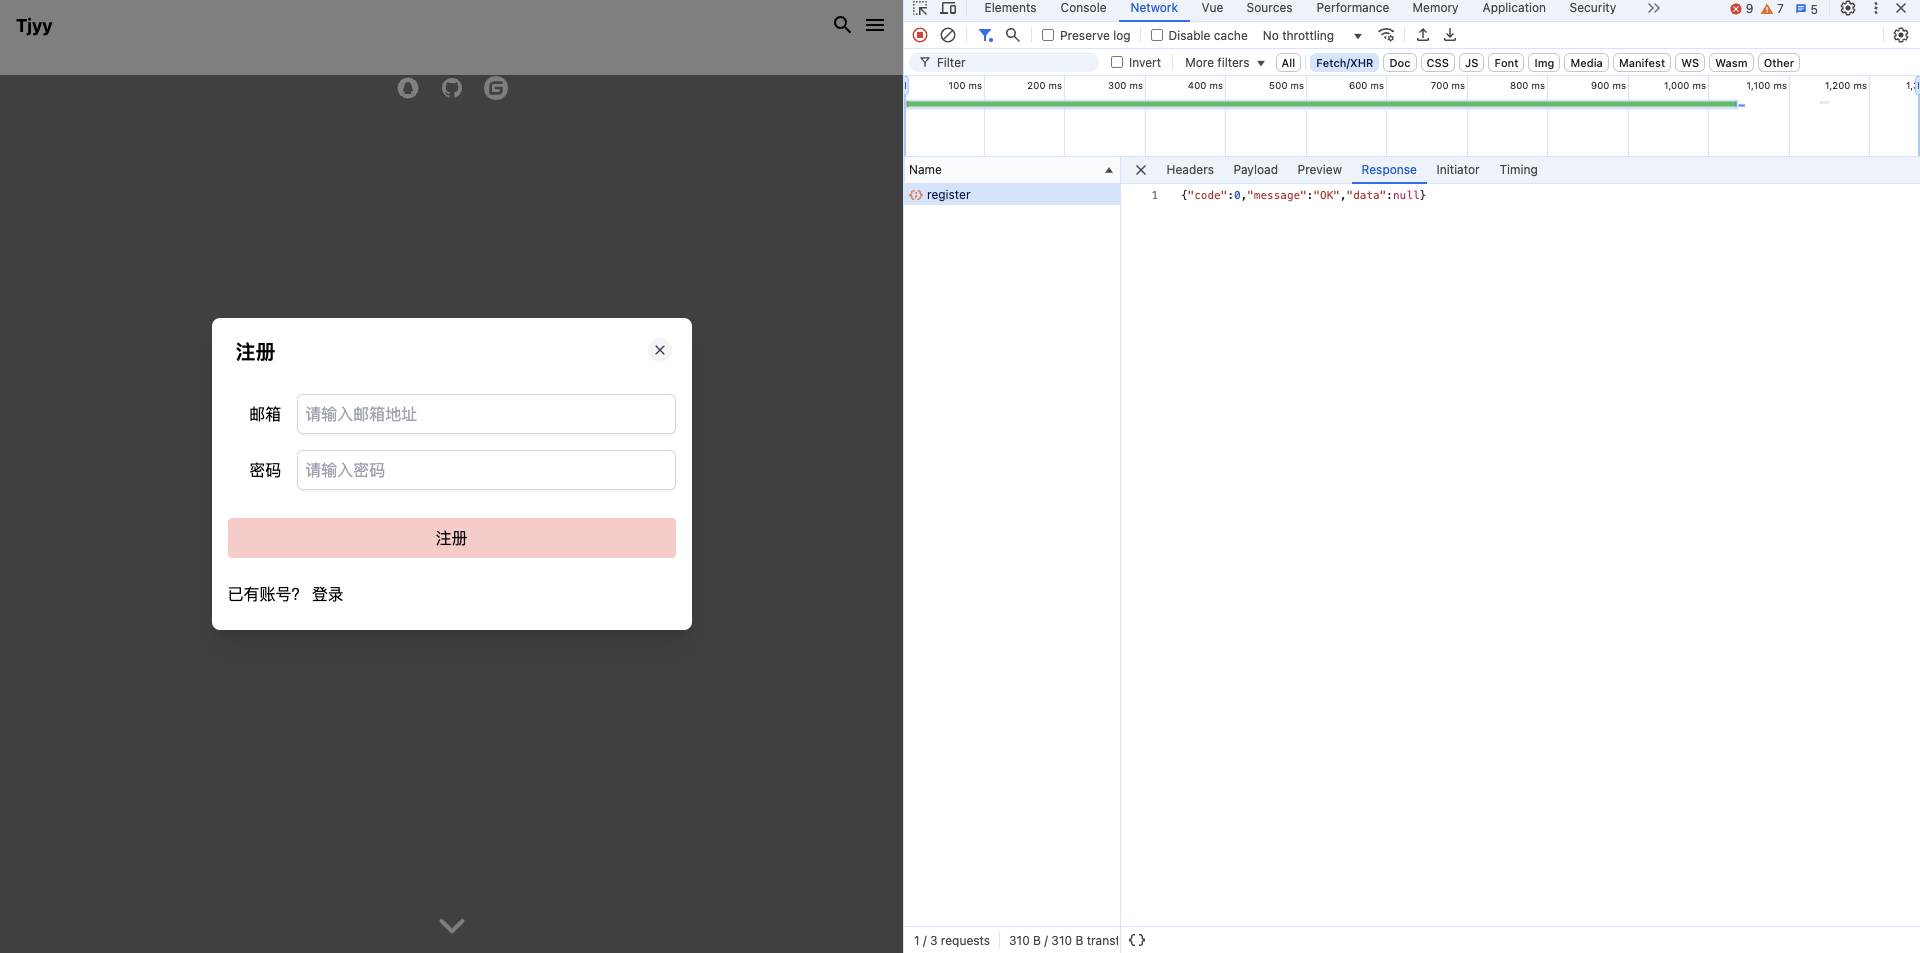 Tjyy
注册
邮箱 请输入邮箱地址
密码 请输入密码
注册
已有账号? 登录
Elements Console Network Vue Sources Performance Memory Application Security 9 7 5
Preserve log Disable cache No throttling
Filter Invert More filters All Fetch/XHR Doc CSS JS Font Img Media Manifest WS Wasm Other
100 ms 200 ms 300 ms 400 ms 500 ms 600 ms 700 ms 800 ms 900 ms 1,000 ms 1,100 ms 1,200 ms
Name Headers Payload Preview Response Initiator Timing
register 1 {"code":0,"message":"OK","data":null}
1 / 3 requests 310 B / 310 B transf {}